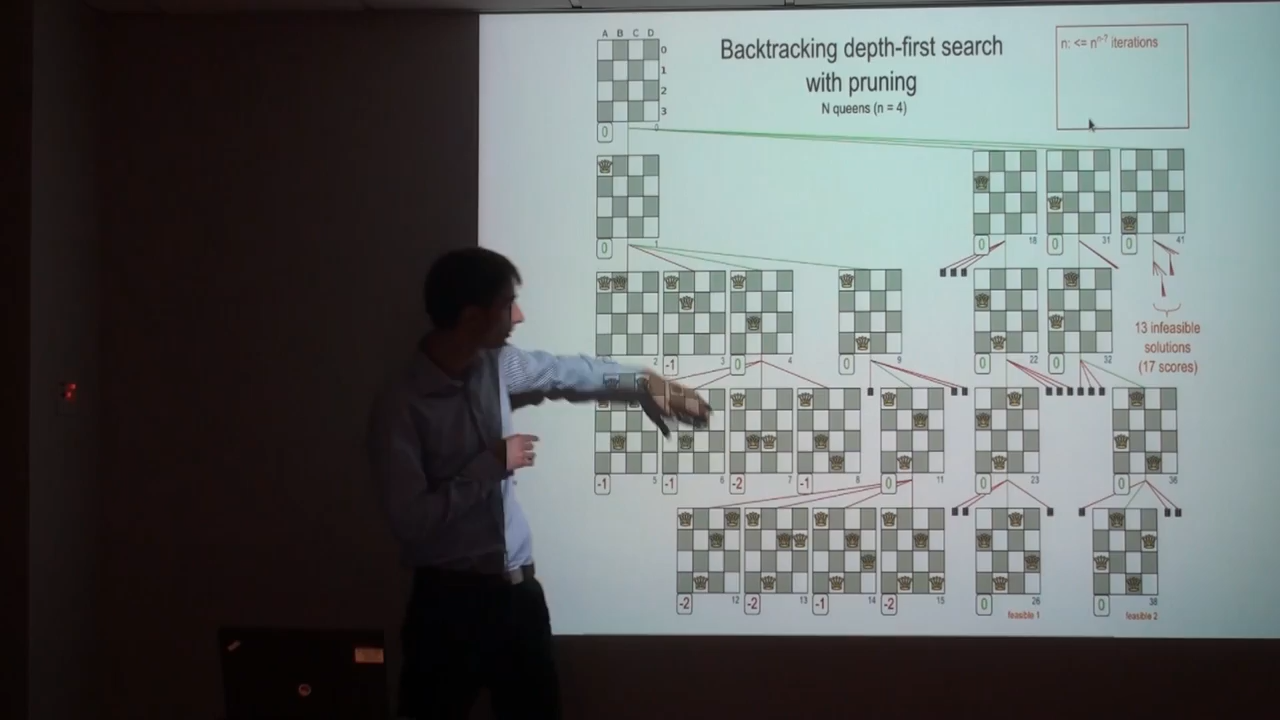 A B C D
Backtracking depth-first search
with pruning
N queens (n = 4)
n: <= n^n-? iterations
0
1
2
3
0 0
0 1
0 18
0 31
0 41
2
-1 3
0 4
0 9
0 22
0 32
13 infeasible
solutions
(17 scores)
-1 5
-1 6
-2 7
-1 8
0 11
0 23
0 36
-2 12
-2 13
-1 14
-2 15
0 26
feasible 1
0 38
feasible 2